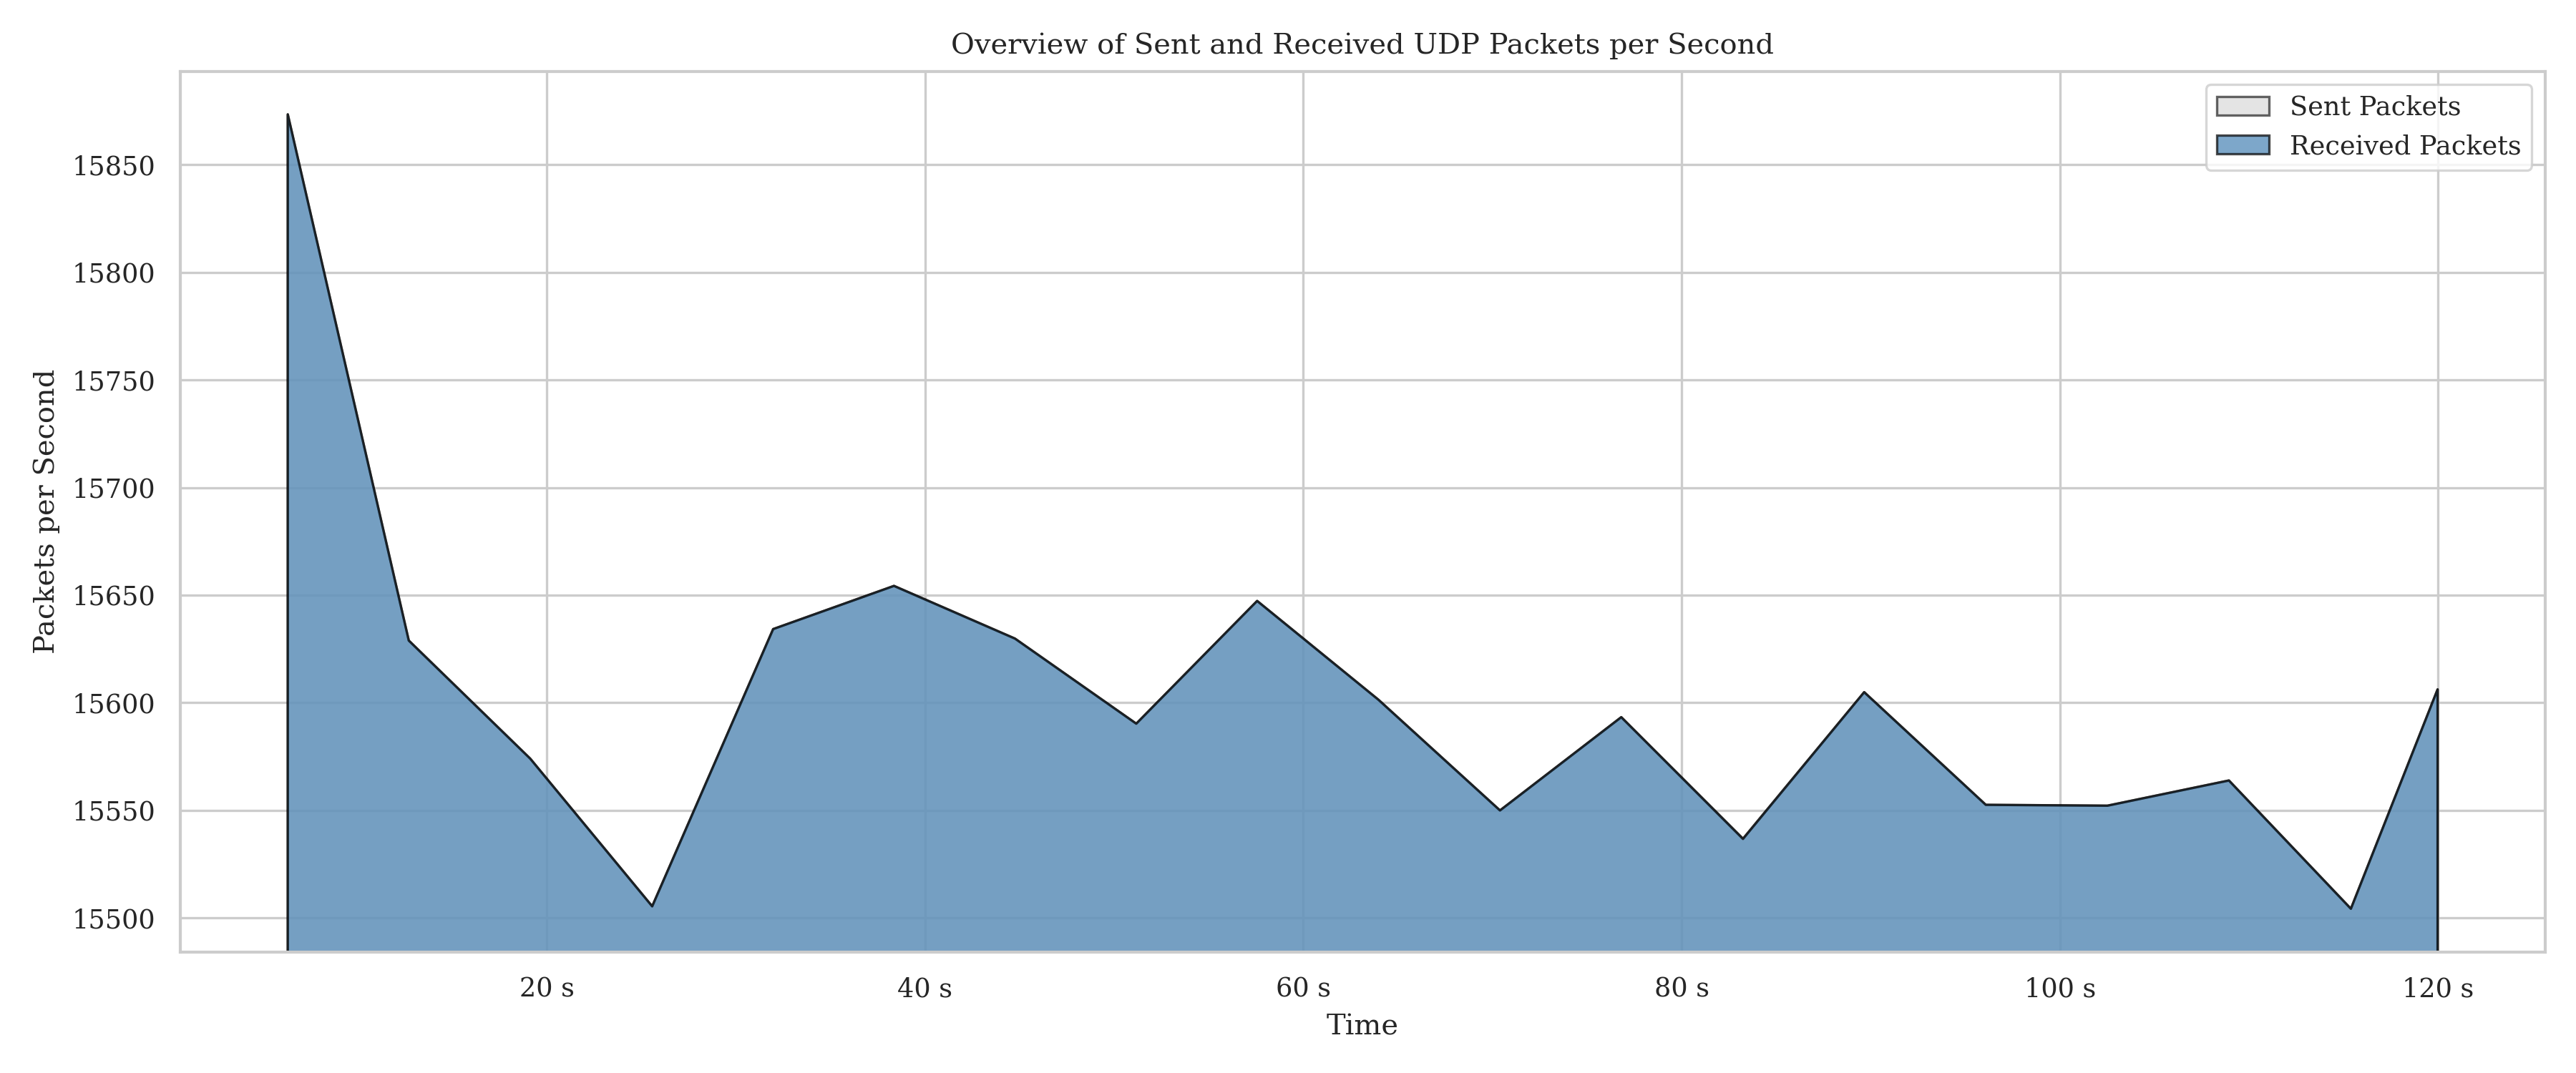 Overview of Sent and Received UDP Packets per Second
Sent Packets
Received Packets
Packets per Second
15850
15800
15750
15700
15650
15600
15550
15500
20 s
40 s
60 s
80 s
100 s
120 s
Time